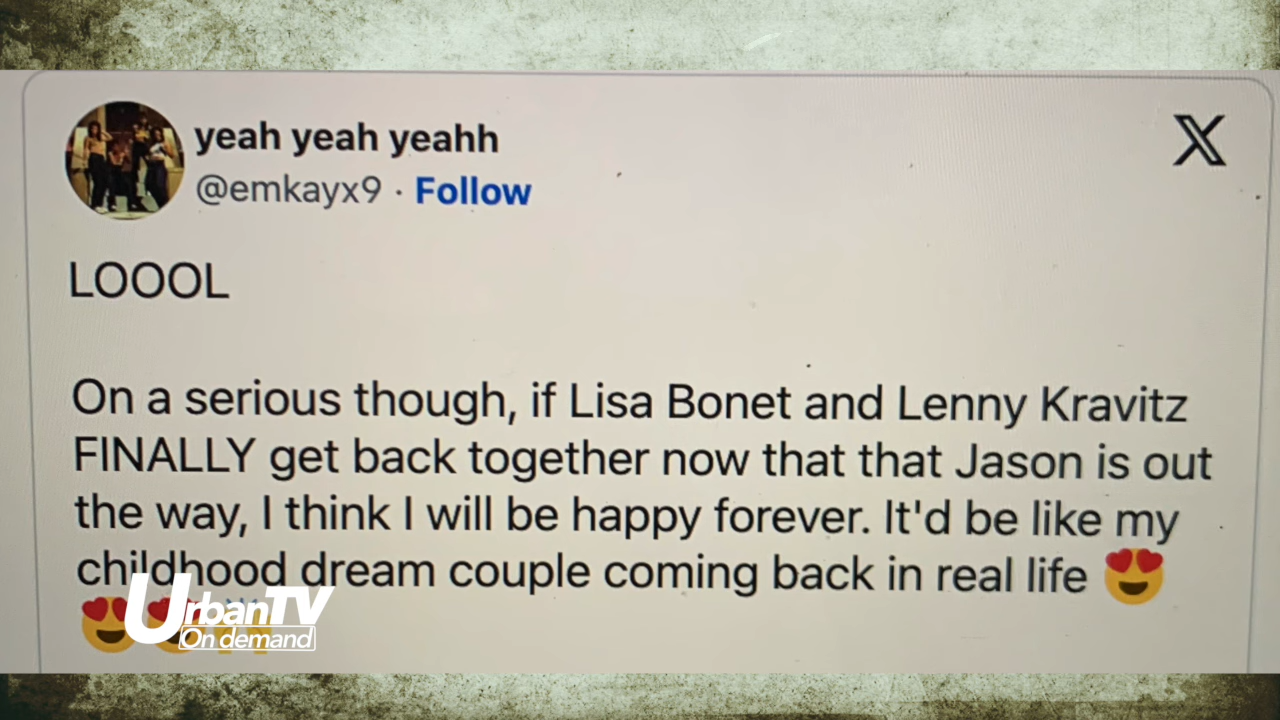 yeah yeah yeahh
@emkayx9 · Follow
X
LOOOL
On a serious though, if Lisa Bonet and Lenny Kravitz
FINALLY get back together now that that Jason is out
the way, I think I will be happy forever. It'd be like my
childhood dream couple coming back in real life 😍
😍😍🙌
UrbanTV
On demand